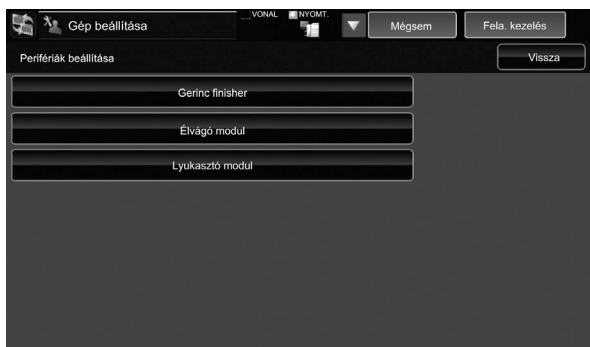 Gép beállítása
VONAL
NYOMT.
Mégsem
Fela. kezelés
Perifériák beállítása
Vissza
Gerinc finisher
Élvágó modul
Lyukasztó modul